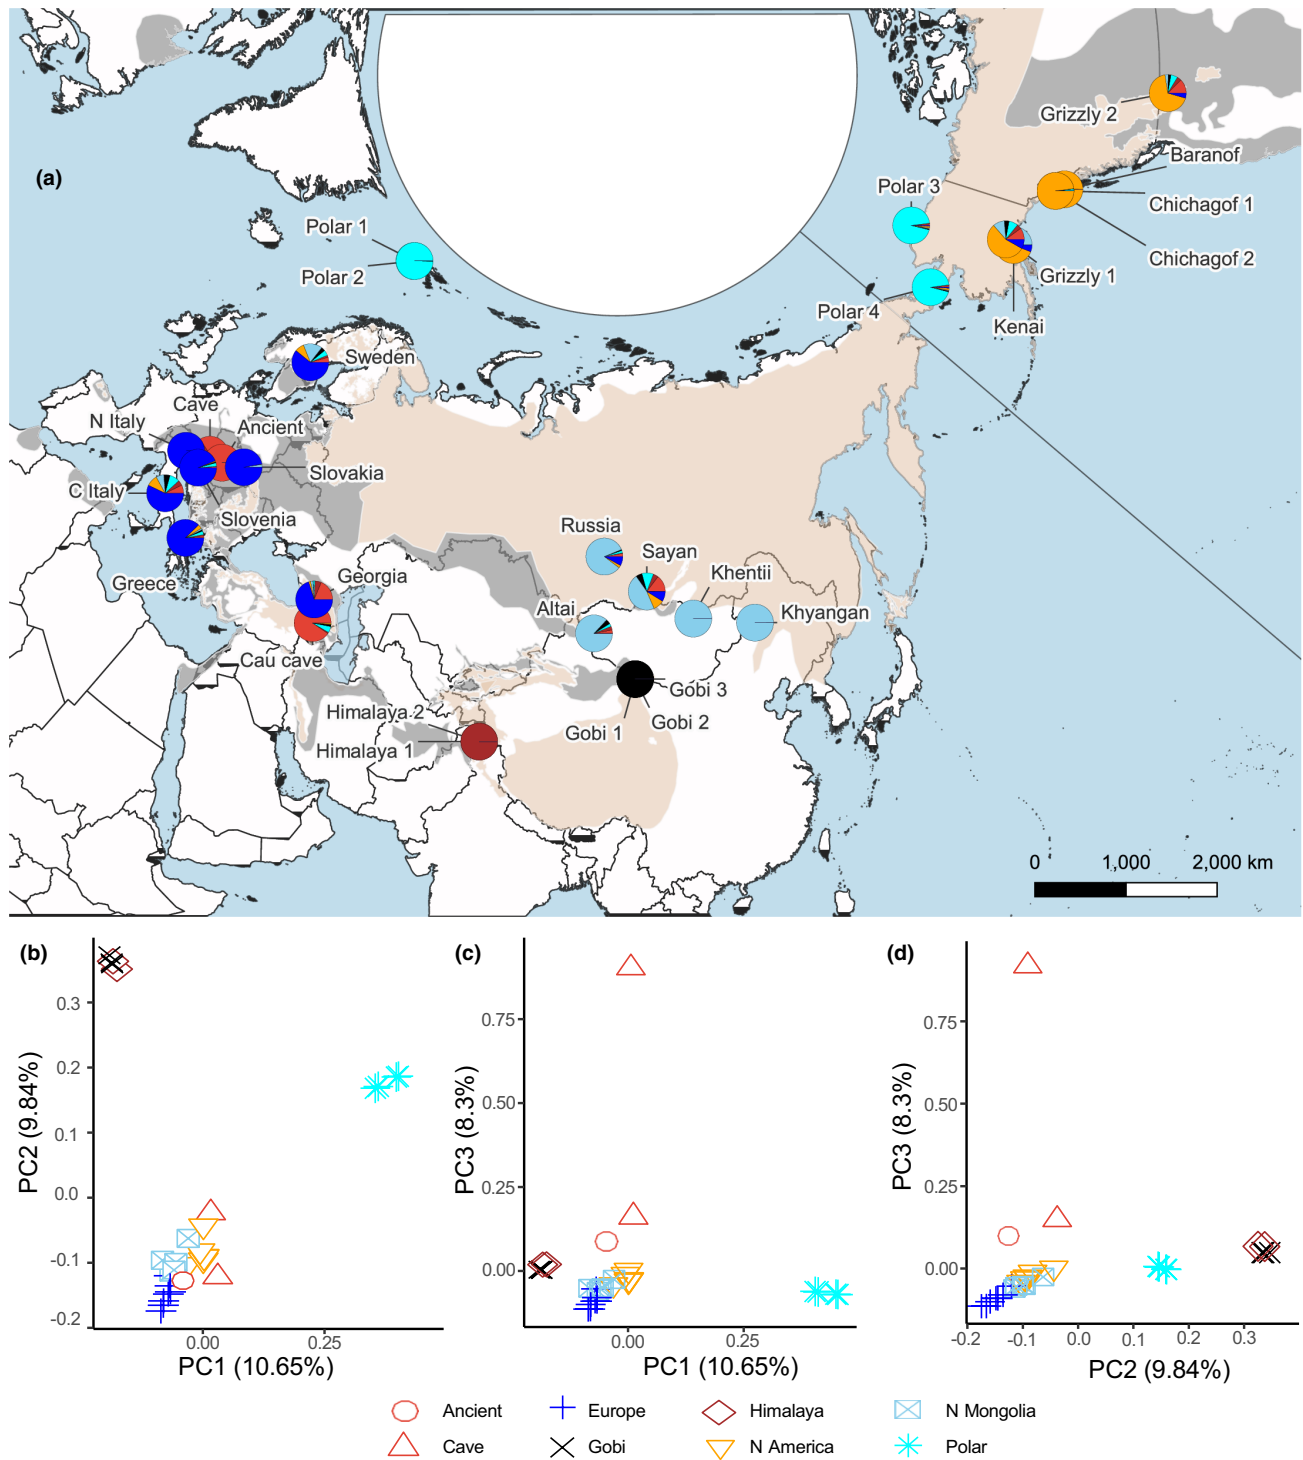 (a)
Grizzly 2
Baranof
Polar 3
Chichagof 1
Polar 1
Chichagof 2
Polar 2
Grizzly 1
Polar 4
Kenai
Sweden
Cave
N Italy
Ancient
Slovakia
C Italy
Slovenia
Russia
Sayan
Khentii
Georgia
Greece
Altai
Khyangan
Cau cave
Gobi 3
Himalaya 2
Gobi 2
Gobi 1
Himalaya 1
0 1,000 2,000 km
(b)
0.3
0.2
0.1
0.0
-0.1
-0.2
PC2 (9.84%)
0.00 0.25
PC1 (10.65%)
(c)
0.75
0.50
0.25
0.00
PC3 (8.3%)
0.00 0.25
PC1 (10.65%)
(d)
0.75
0.50
0.25
0.00
PC3 (8.3%)
-0.2 -0.1 0.0 0.1 0.2 0.3
PC2 (9.84%)
Ancient Europe Himalaya N Mongolia
Cave Gobi N America Polar